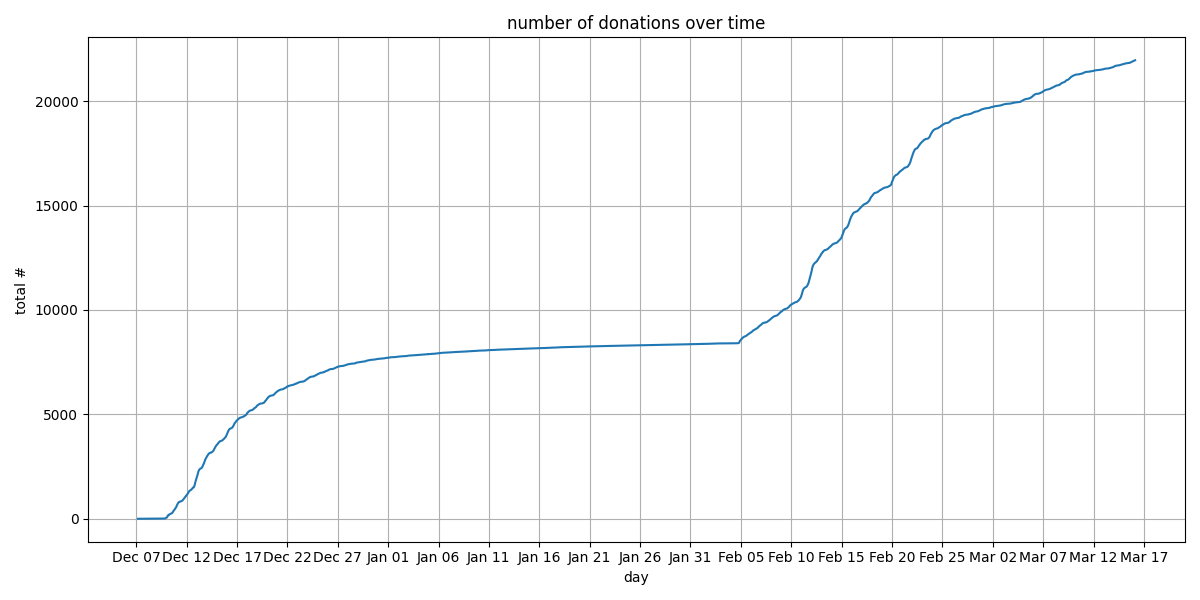 number of donations over time
total #
20000
15000
10000
5000
0
Dec 07 Dec 12 Dec 17 Dec 22 Dec 27 Jan 01 Jan 06 Jan 11 Jan 16 Jan 21 Jan 26 Jan 31 Feb 05 Feb 10 Feb 15 Feb 20 Feb 25 Mar 02 Mar 07 Mar 12 Mar 17
day